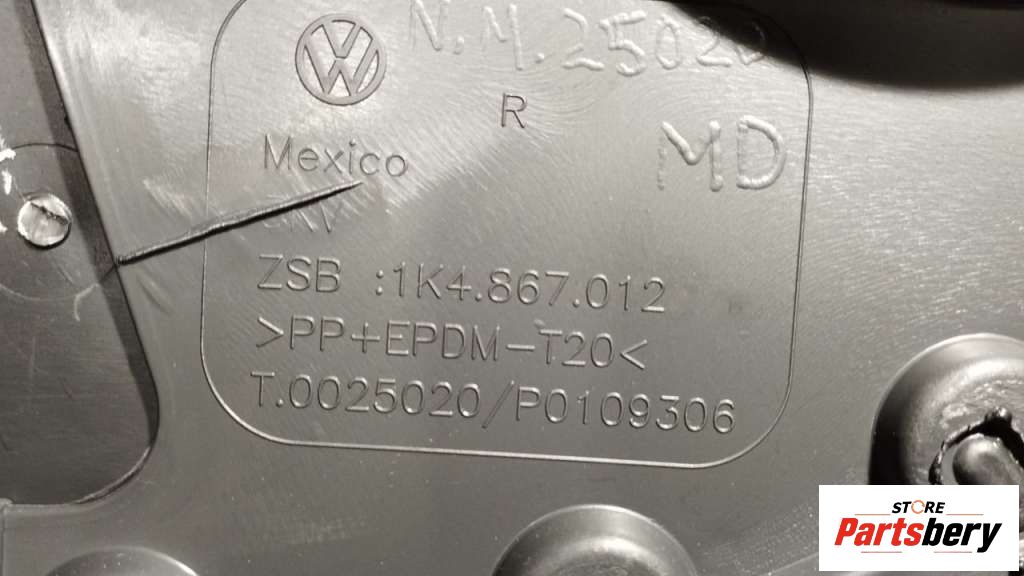 N.M.25020
R
Mexico
MD
ZSB :1K4.867.012
>PP+EPDM-T20<
T.0025020/P0109306
STORE
Partsbery